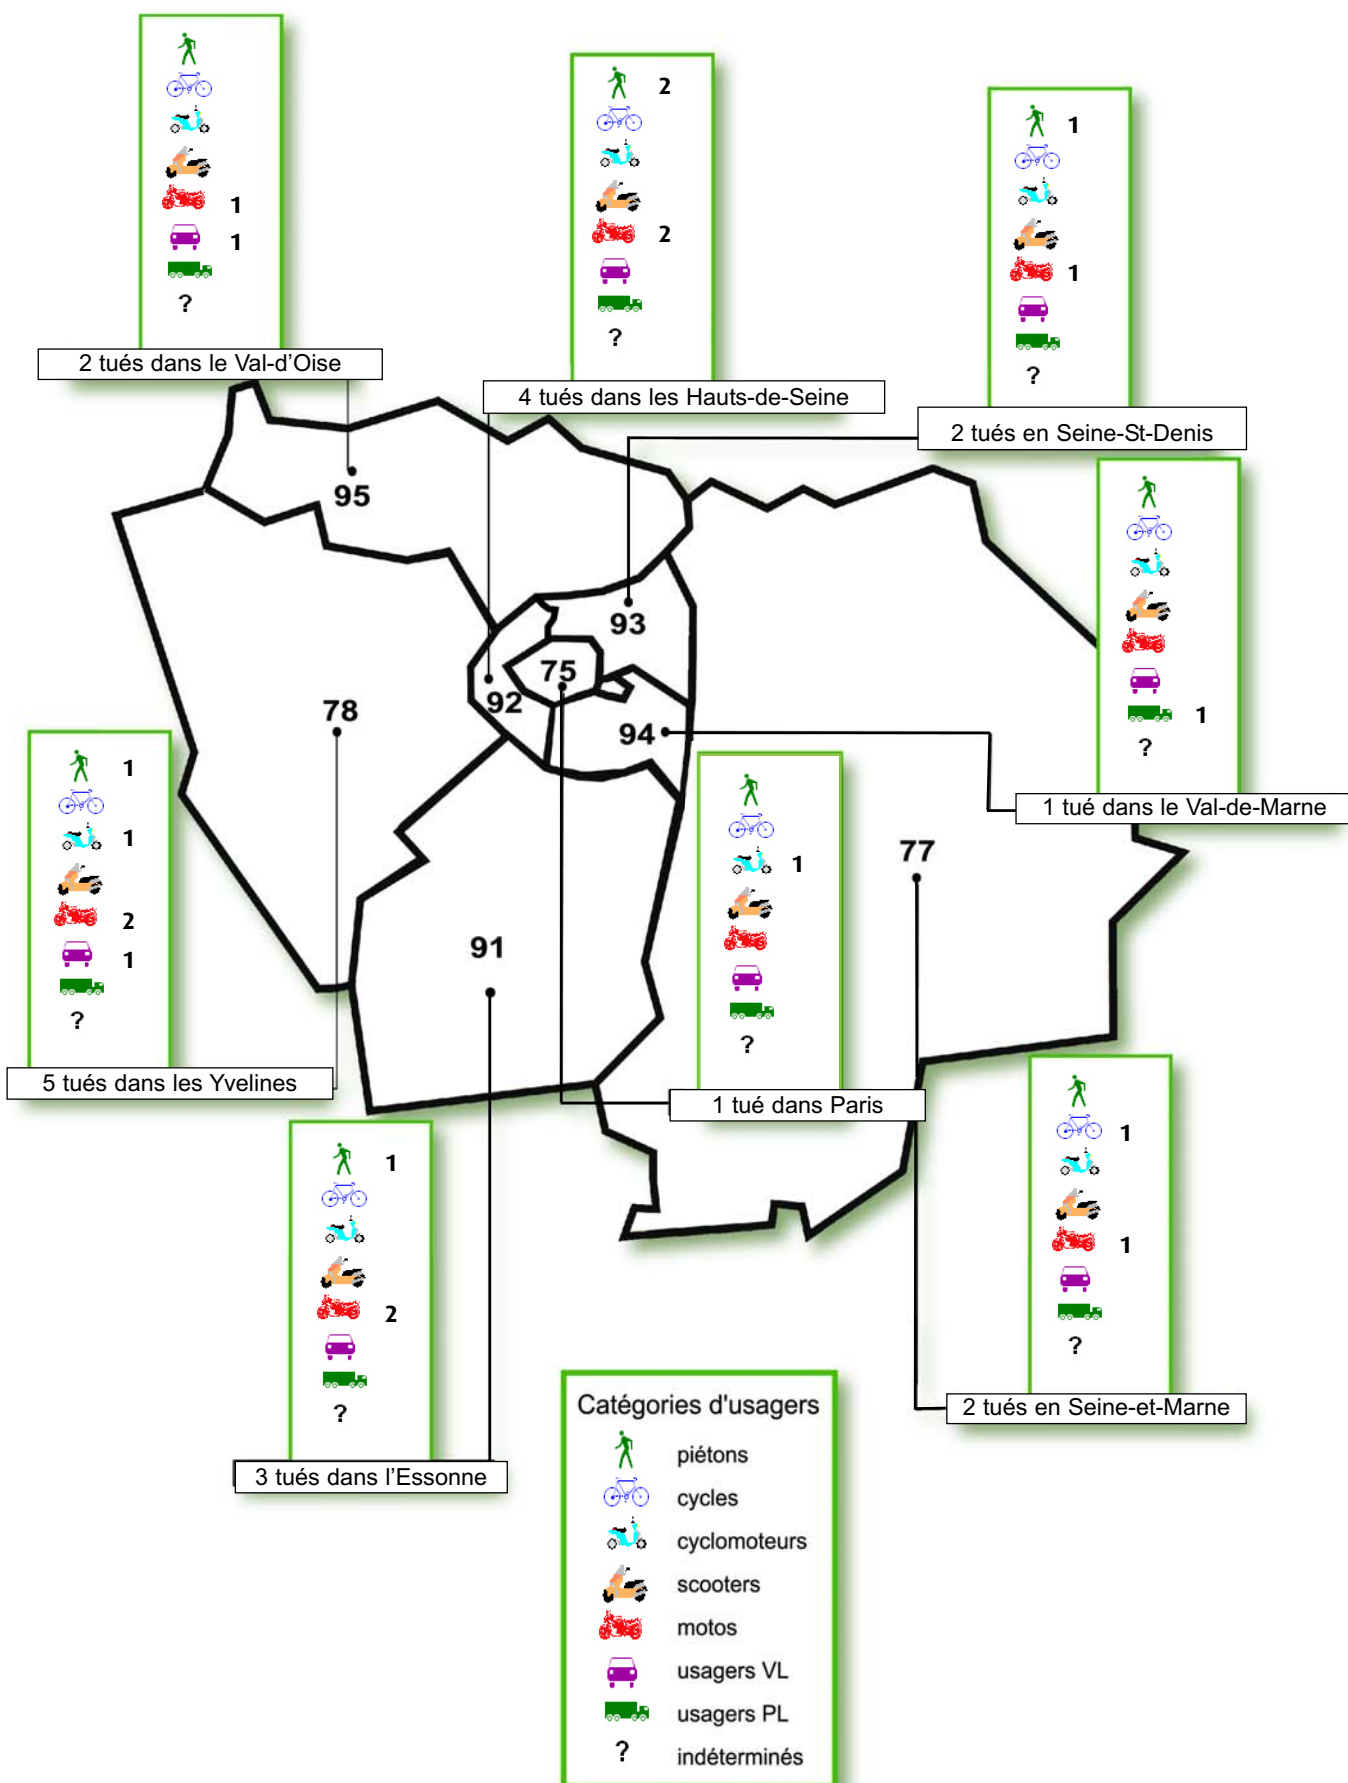 1
1
?
2 tués dans le Val-d'Oise
2
2
?
4 tués dans les Hauts-de-Seine
1
1
?
2 tués en Seine-St-Denis
95
93
75
92
94
78
77
91
1
?
1 tué dans le Val-de-Marne
1
1
2
1
?
5 tués dans les Yvelines
1
?
1 tué dans Paris
1
2
?
3 tués dans l'Essonne
1
1
?
2 tués en Seine-et-Marne
Catégories d'usagers
piétons
cycles
cyclomoteurs
scooters
motos
usagers VL
usagers PL
? indéterminés